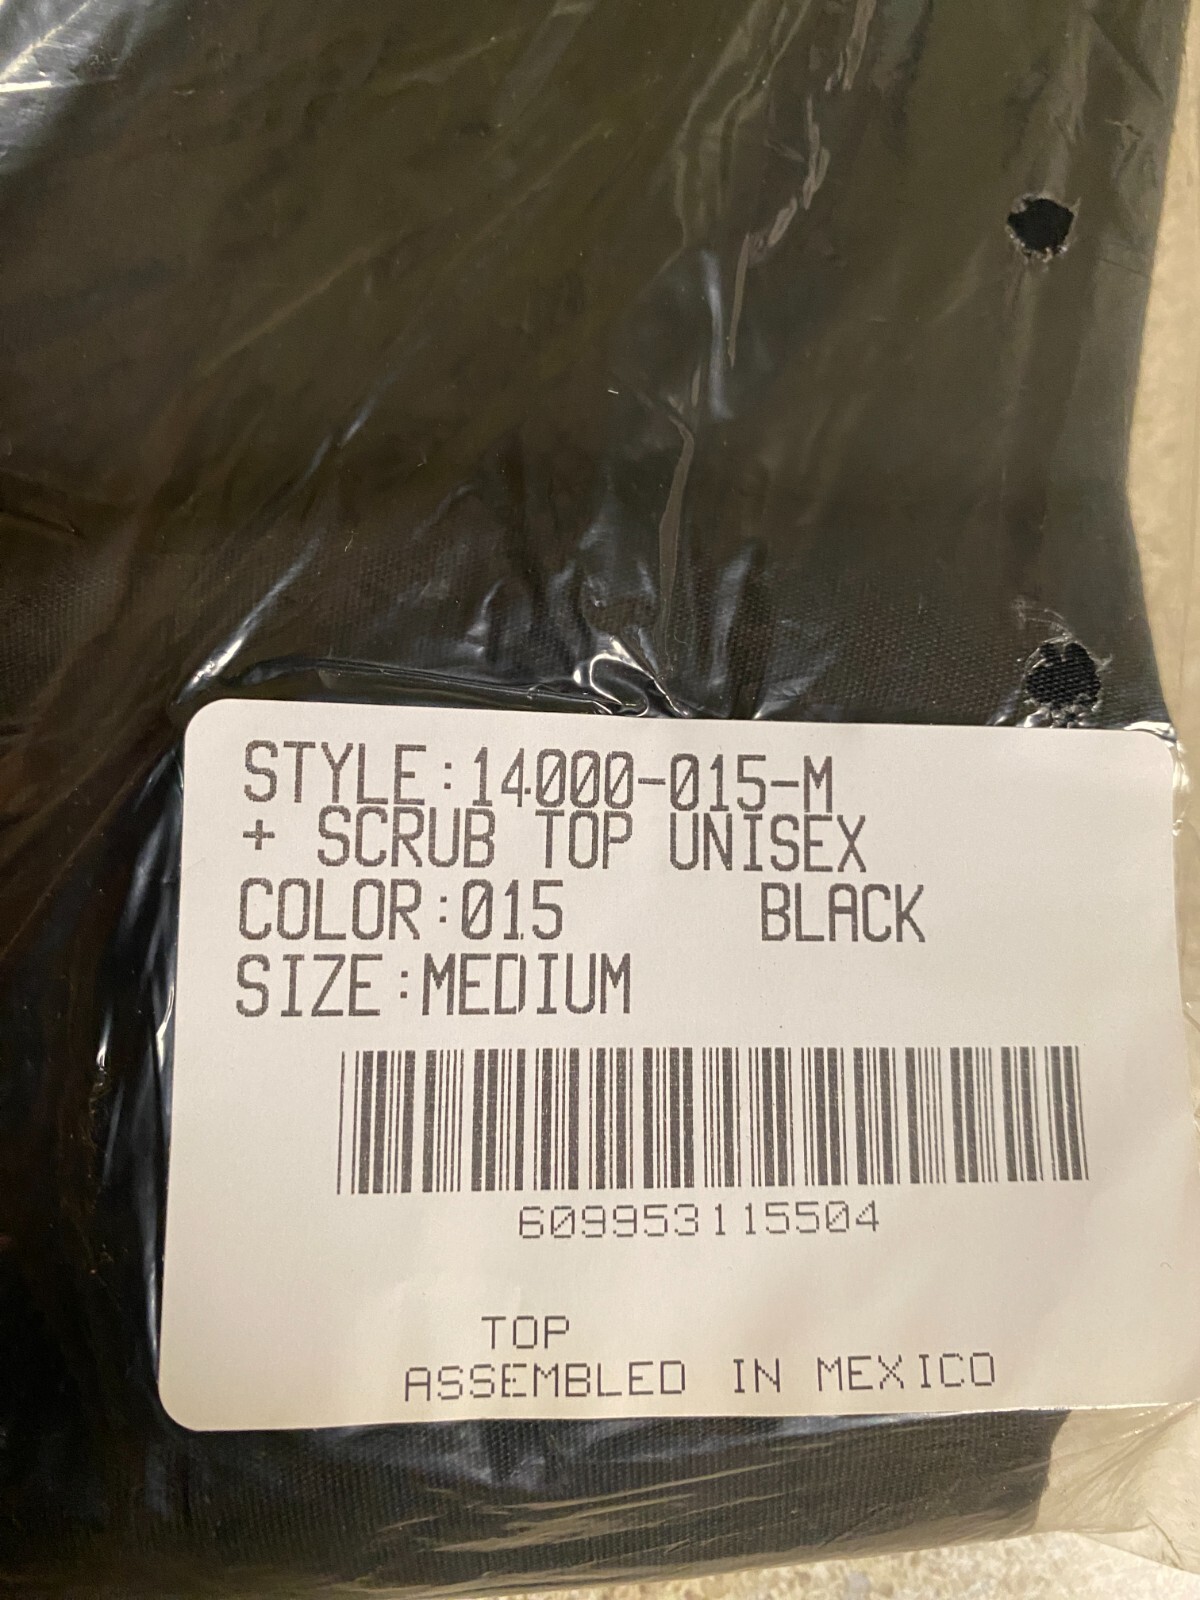 STYLE:14000-015-M
+ SCRUB TOP UNISEX
COLOR:015 BLACK
SIZE:MEDIUM
609953115504
TOP
ASSEMBLED IN MEXICO